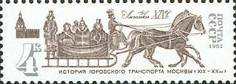 Линейка XIX
почта
СССР
1981
4 к
ИСТОРИЯ ГОРОДСКОГО ТРАНСПОРТА МОСКВЫ • XIX - XX вв. •